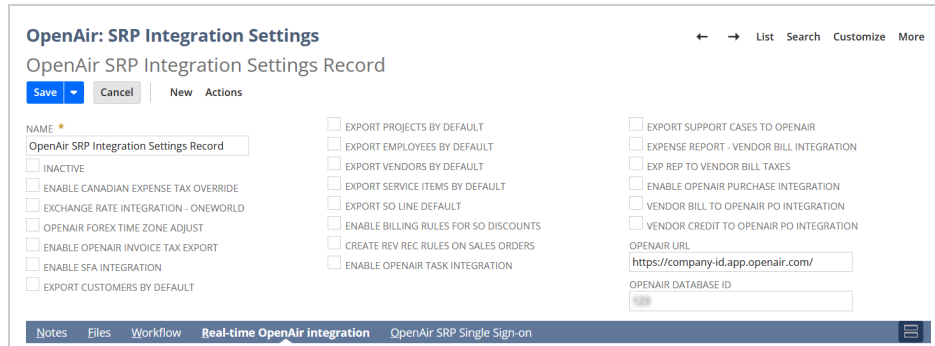 OpenAir: SRP Integration Settings
← → List Search Customize More
OpenAir SRP Integration Settings Record
Save Cancel New Actions
NAME *
OpenAir SRP Integration Settings Record
INACTIVE
ENABLE CANADIAN EXPENSE TAX OVERRIDE
EXCHANGE RATE INTEGRATION - ONEWORLD
OPENAIR FOREX TIME ZONE ADJUST
ENABLE OPENAIR INVOICE TAX EXPORT
ENABLE SFA INTEGRATION
EXPORT CUSTOMERS BY DEFAULT
EXPORT PROJECTS BY DEFAULT
EXPORT EMPLOYEES BY DEFAULT
EXPORT VENDORS BY DEFAULT
EXPORT SERVICE ITEMS BY DEFAULT
EXPORT SO LINE DEFAULT
ENABLE BILLING RULES FOR SO DISCOUNTS
CREATE REV REC RULES ON SALES ORDERS
ENABLE OPENAIR TASK INTEGRATION
EXPORT SUPPORT CASES TO OPENAIR
EXPENSE REPORT - VENDOR BILL INTEGRATION
EXP REP TO VENDOR BILL TAXES
ENABLE OPENAIR PURCHASE INTEGRATION
VENDOR BILL TO OPENAIR PO INTEGRATION
VENDOR CREDIT TO OPENAIR PO INTEGRATION
OPENAIR URL
https://company-id.app.openair.com/
OPENAIR DATABASE ID
Notes Files Workflow Real-time OpenAir integration OpenAir SRP Single Sign-on